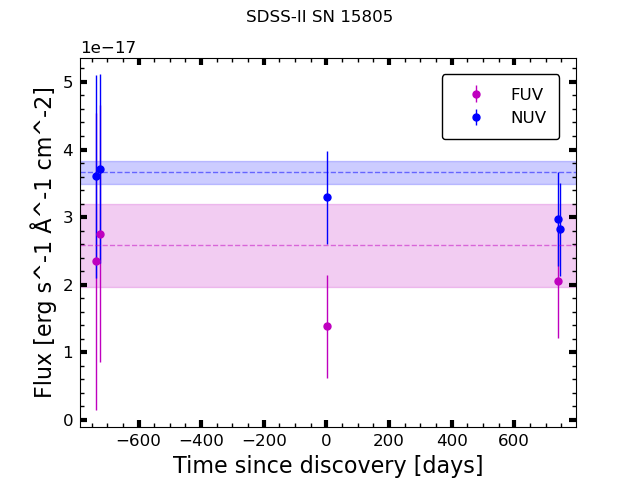 SDSS-II SN 15805
1e−17
FUV
NUV
5
4
3
2
1
0
Flux [erg s^-1 Å^-1 cm^-2]
−600 −400 −200 0 200 400 600
Time since discovery [days]